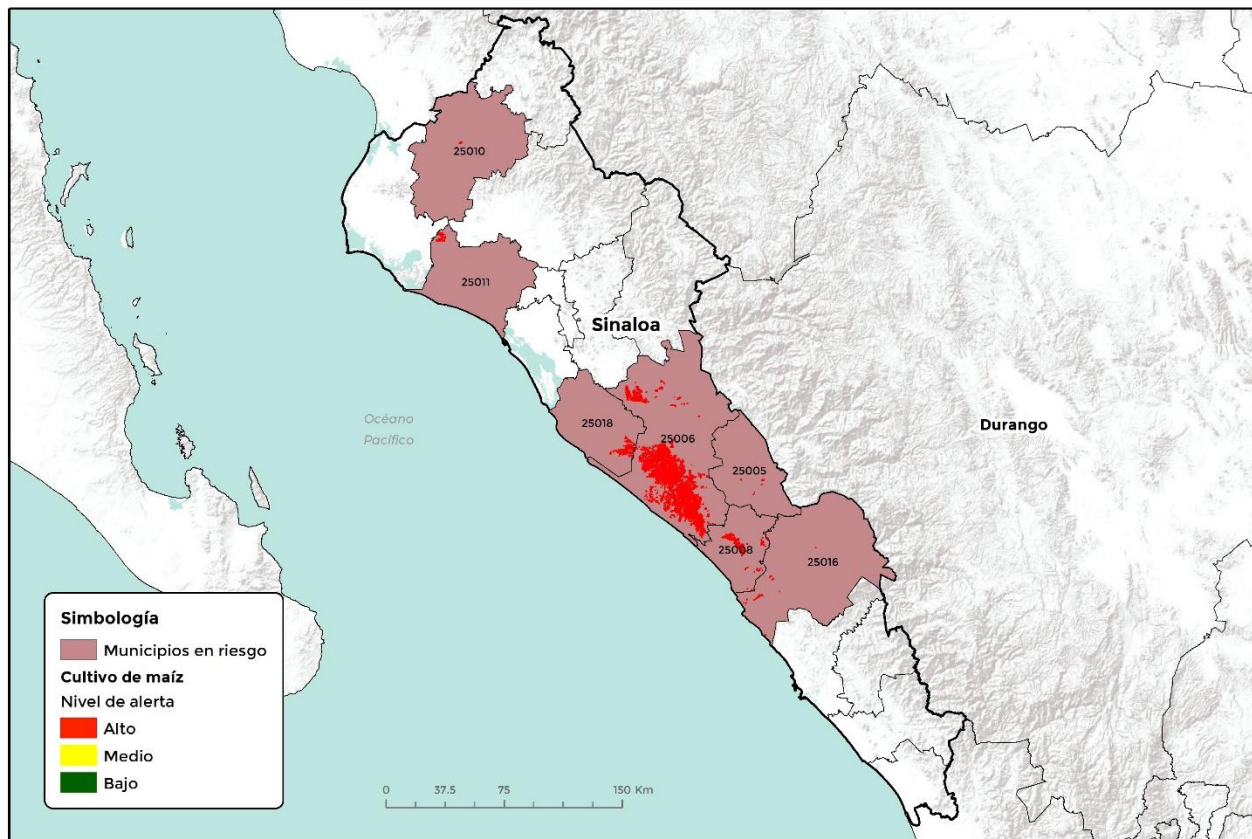 25010
25011
Sinaloa
25018
25006
25005
25008
25016
Océano
Pacífico
Durango
Simbología
Municipios en riesgo
Cultivo de maíz
Nivel de alerta
Alto
Medio
Bajo
0 37.5 75 150 Km